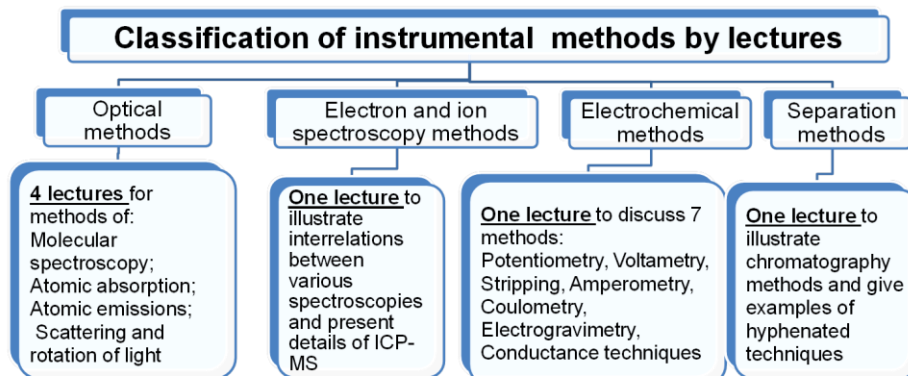 Classification of instrumental methods by lectures
Optical
methods
4 lectures for
methods of:
Molecular
spectroscopy;
Atomic absorption;
Atomic emissions;
Scattering and
rotation of light
Electron and ion
spectroscopy methods
One lecture to
illustrate
interrelations
between
various
spectroscopies
and present
details of ICP-
MS
Electrochemical
methods
One lecture to discuss 7
methods:
Potentiometry, Voltametry,
Stripping, Amperometry,
Coulometry,
Electrogravimetry,
Conductance techniques
Separation
methods
One lecture to
illustrate
chromatography
methods and give
examples of
hyphenated
techniques